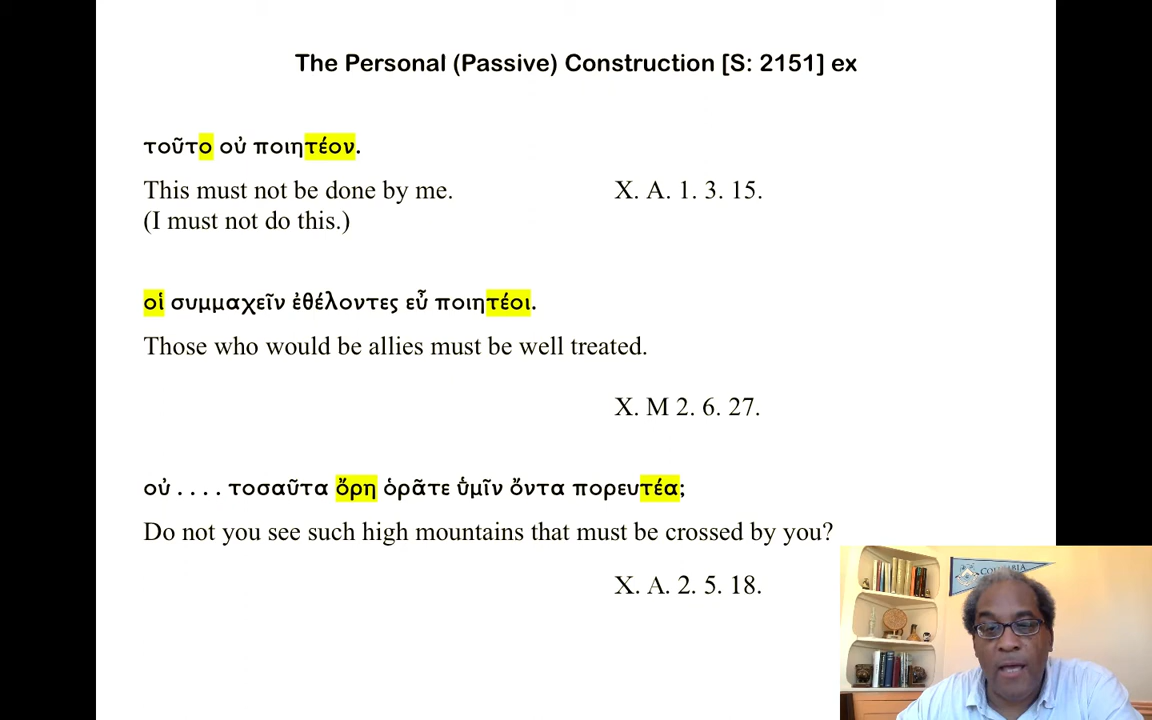 The Personal (Passive) Construction [S: 2151] ex
τοῦτο οὐ ποιητέον.
This must not be done by me. X. A. 1. 3. 15.
(I must not do this.)
οἱ συμμαχεῖν ἐθέλοντες εὖ ποιητέοι.
Those who would be allies must be well treated.
X. M 2. 6. 27.
οὐ .... τοσαῦτα ὄρη ὁρᾶτε ὑμῖν ὄντα πορευτέα;
Do not you see such high mountains that must be crossed by you?
X. A. 2. 5. 18.